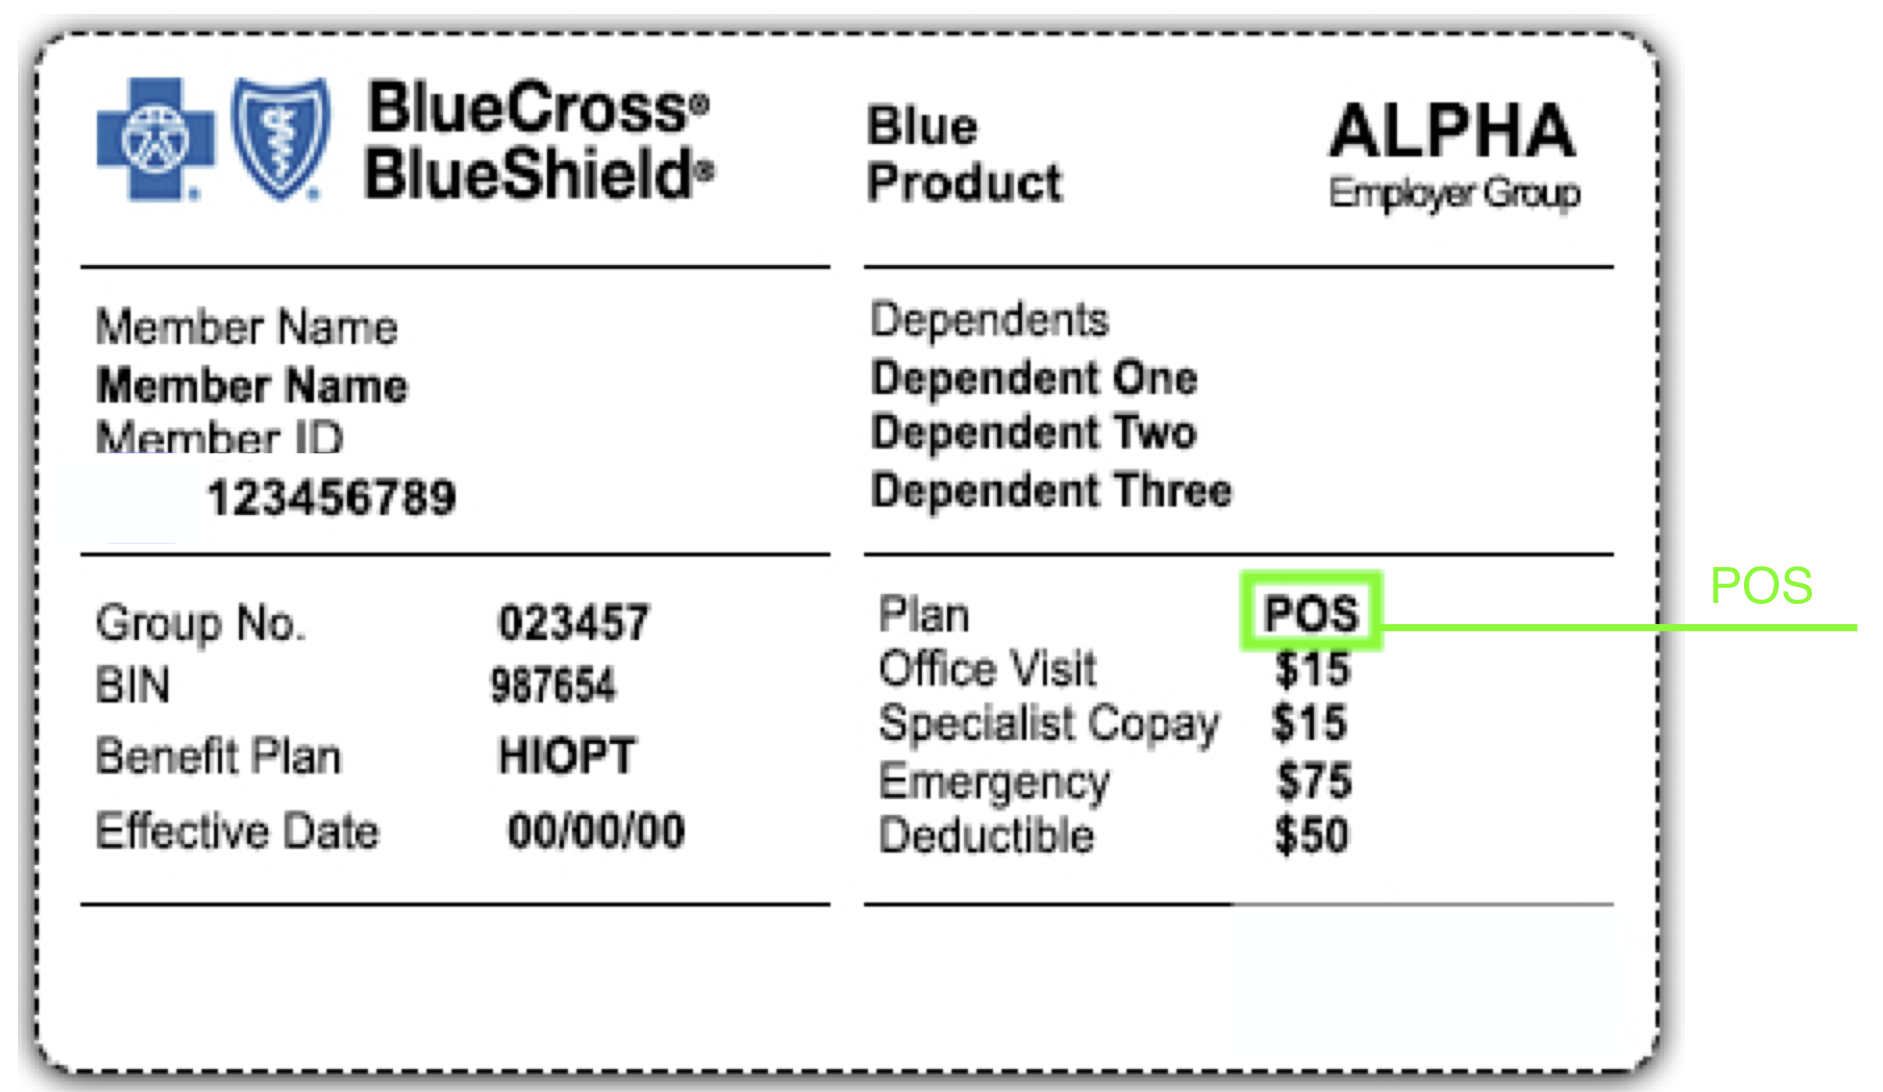 BlueCross®
BlueShield®
Blue
Product
ALPHA
Employer Group
Member Name
Member Name
Member ID
123456789
Dependents
Dependent One
Dependent Two
Dependent Three
Group No. 023457
BIN 987654
Benefit Plan HIOPT
Effective Date 00/00/00
Plan POS
Office Visit $15
Specialist Copay $15
Emergency $75
Deductible $50
POS